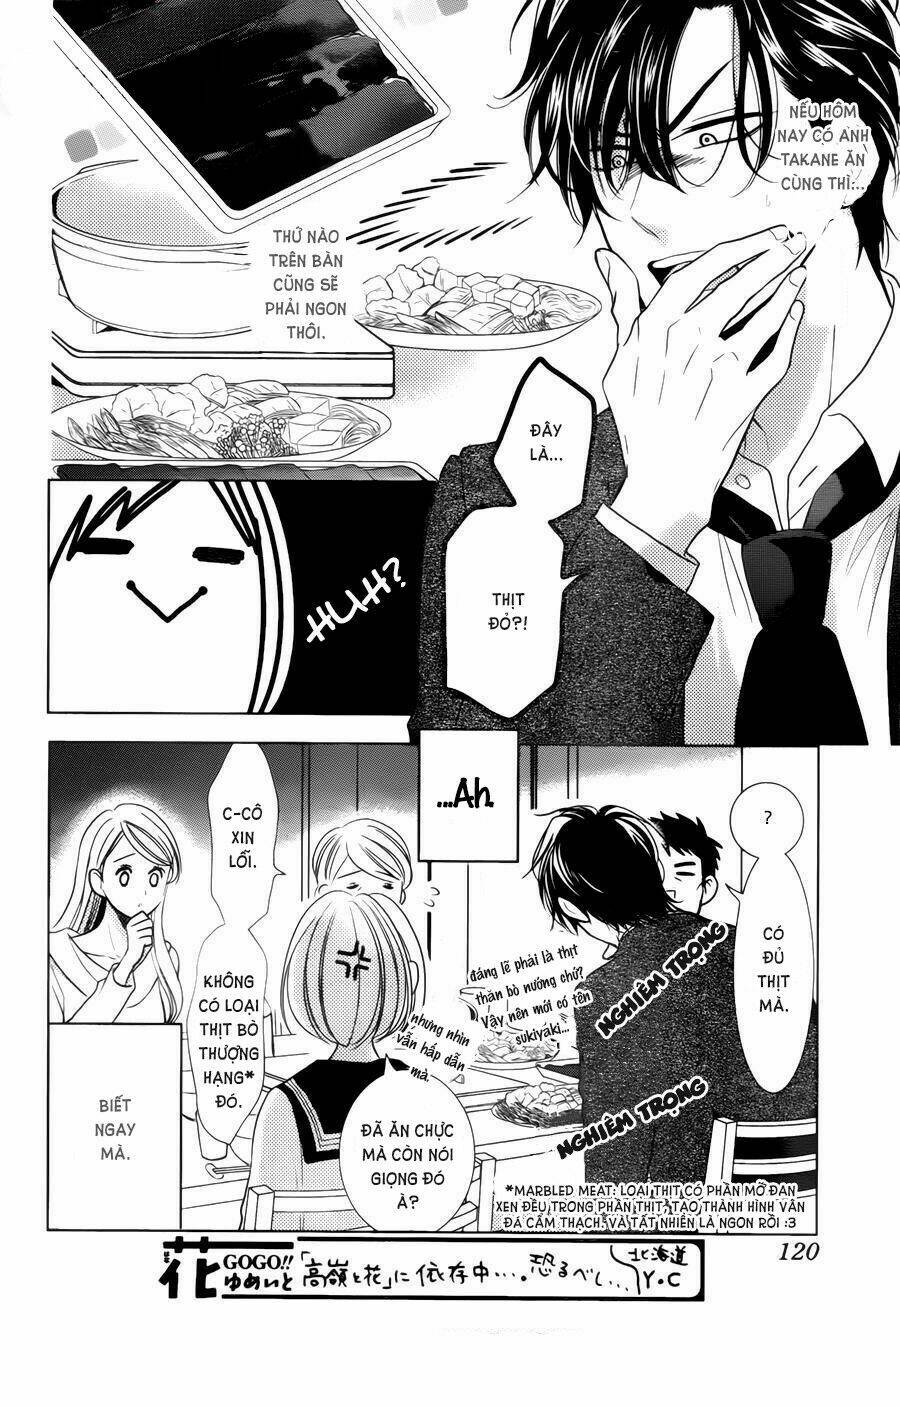 NẾU HÔM
NAY CÓ ANH
TAKANE ĂN
CÙNG THÌ...
THỨ NÀO
TRÊN BÀN
CŨNG SẼ
PHẢI NGON
THÔI.
ĐÂY
LÀ...
THỊT
ĐỎ?!
HUH?
...Ah.
?
CÓ ĐỦ
THỊT
MÀ.
C-CÔ
XIN
LỖI.
KHÔNG
CÓ LOẠI
THỊT BÒ
THƯỢNG
HẠNG*
ĐÓ.
đáng lẽ phải là thịt
thăn bò nướng chứ?
Vậy nên mới có tên
sukiyaki...
NGHIÊM TRỌNG
NGHIÊM TRỌNG
nhưng nhìn
vẫn hấp dẫn
mà.
ĐÃ ĂN CHỰC
MÀ CÒN NÓI
GIỌNG ĐÓ
À?
BIẾT
NGAY
MÀ.
*MARBLED MEAT: LOẠI THỊT CÓ PHẦN MỠ ĐAN
XEN ĐỀU TRONG PHẦN THỊT, TẠO THÀNH HÌNH VÂN
ĐÁ CẨM THẠCH. VÀ TẤT NHIÊN LÀ NGON RỒI :3
120
花
GOGO!!
ゆめいと「高嶺と花」に依存中…。恐るべし…
北海道
Y・C